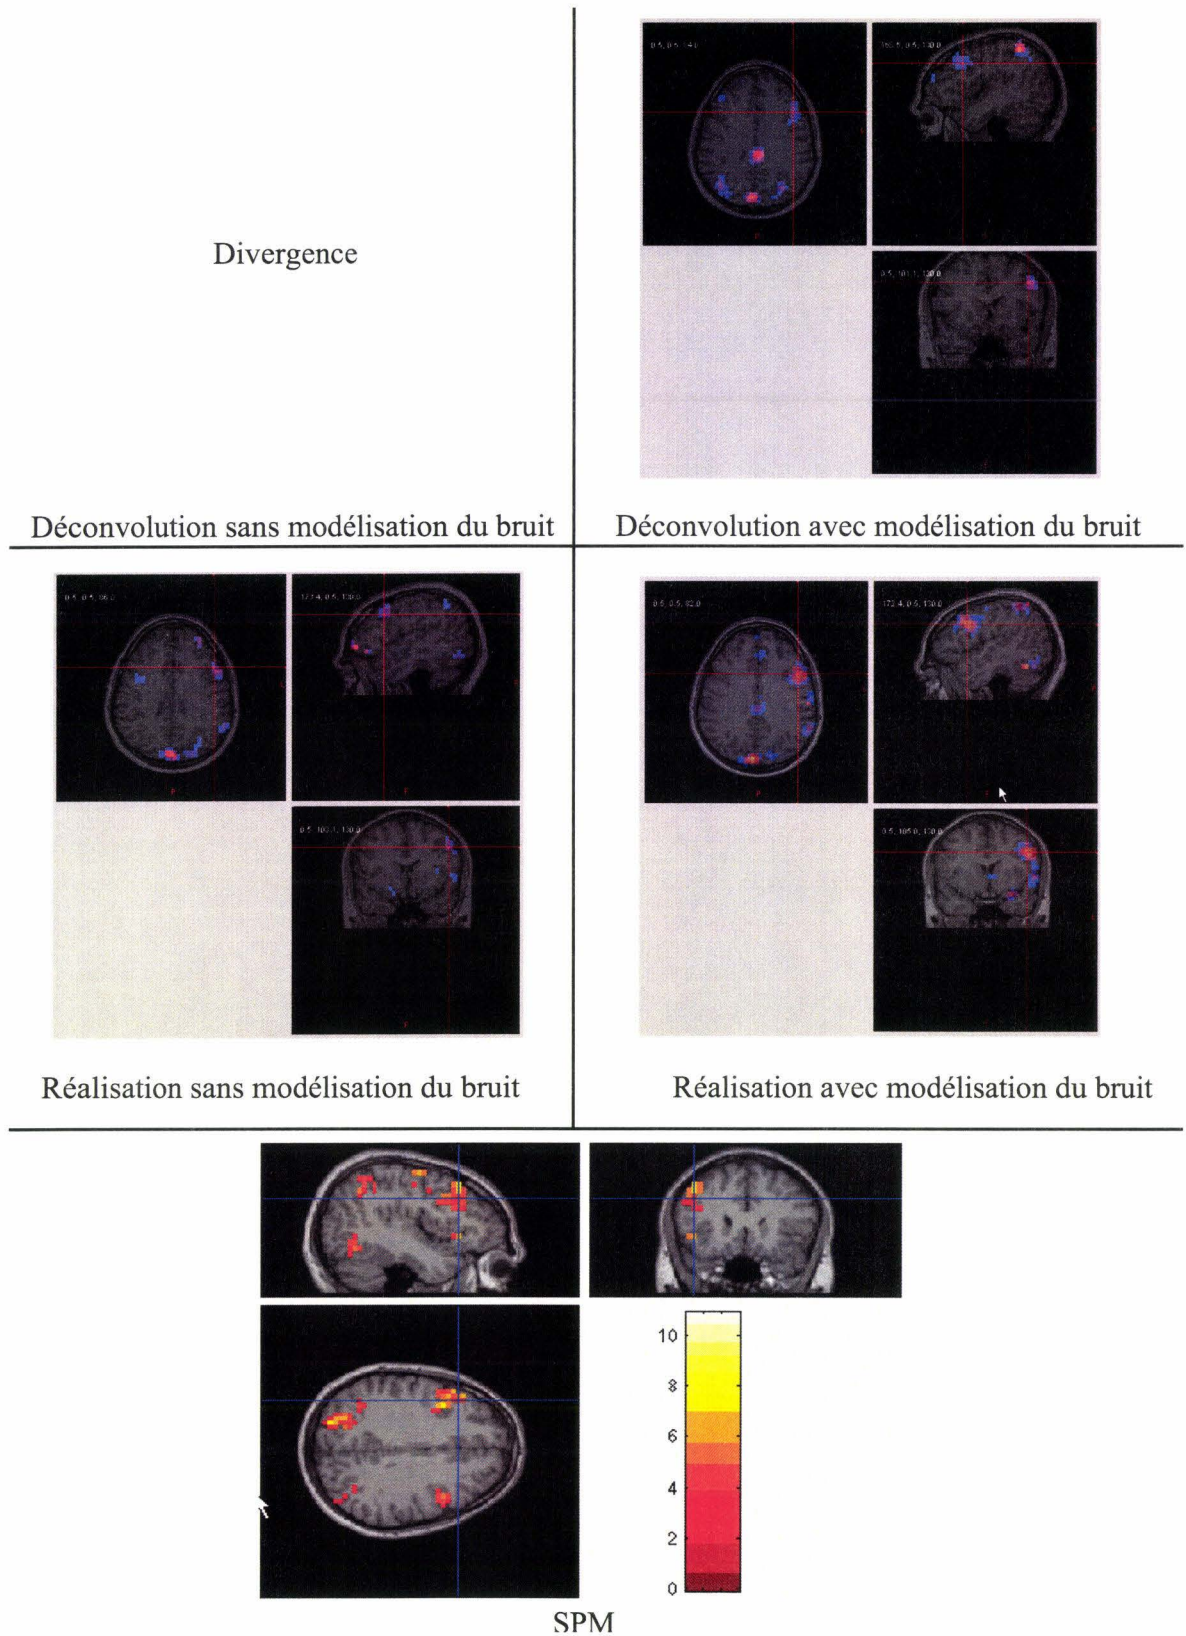 Divergence
Déconvolution sans modélisation du bruit
Déconvolution avec modélisation du bruit
Réalisation sans modélisation du bruit
Réalisation avec modélisation du bruit
10
8
6
4
2
0
SPM